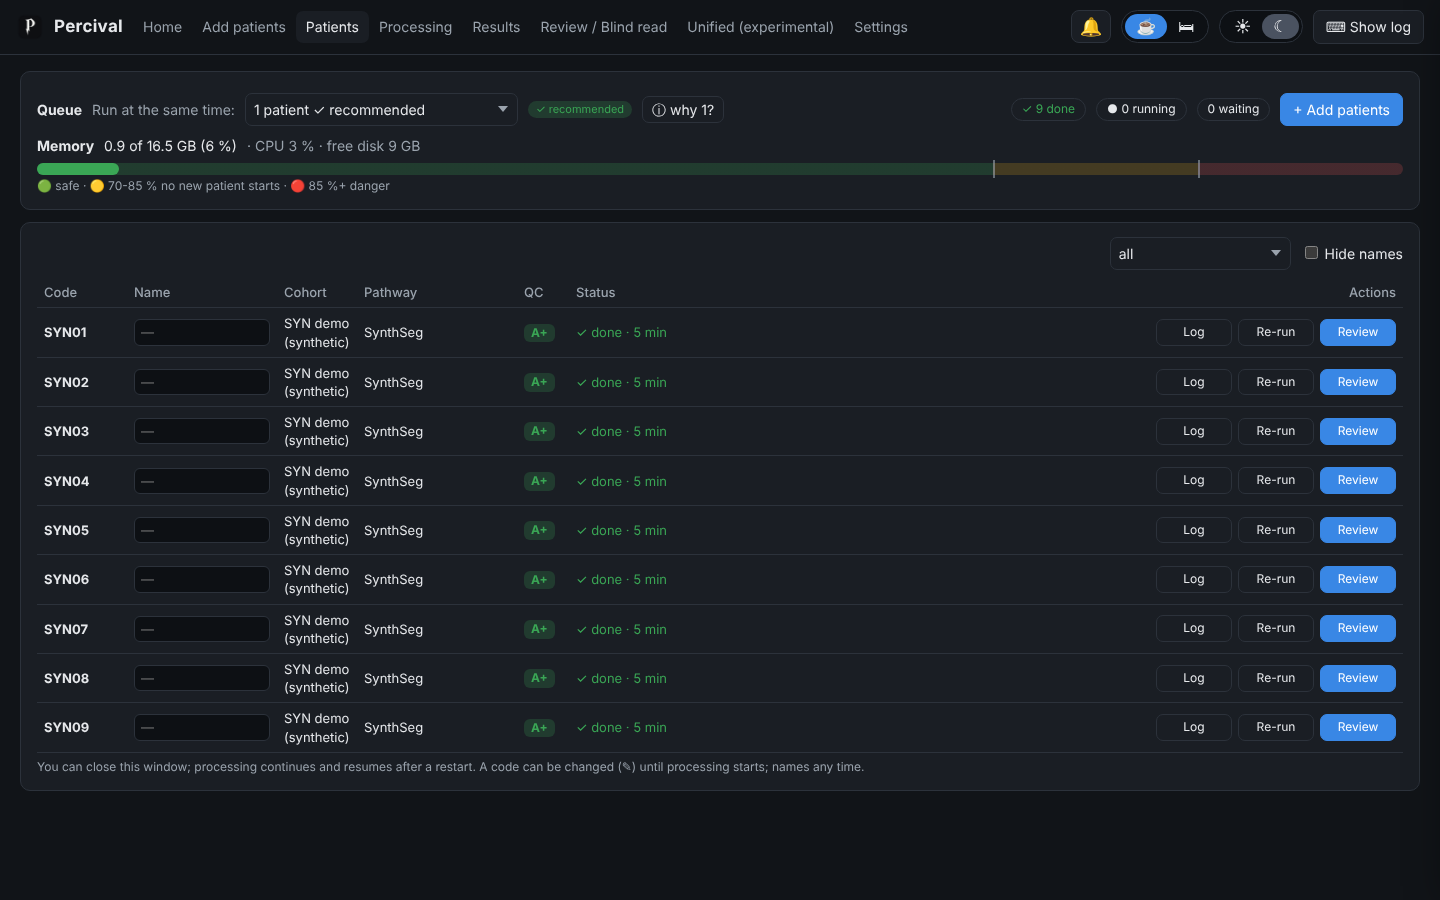 Percival Home Add patients Patients Processing Results Review / Blind read Unified (experimental) Settings 🔔 ☕ 🛏 ☀ ☾ ⌨ Show log
Queue Run at the same time: 1 patient ✓ recommended ✓ recommended ⓘ why 1? ✓ 9 done ● 0 running 0 waiting + Add patients
Memory 0.9 of 16.5 GB (6 %) · CPU 3 % · free disk 9 GB
🟢 safe · 🟡 70-85 % no new patient starts · 🔴 85 %+ danger
all Hide names
Code Name Cohort Pathway QC Status Actions
SYN01 — SYN demo (synthetic) SynthSeg A+ ✓ done · 5 min Log Re-run Review
SYN02 — SYN demo (synthetic) SynthSeg A+ ✓ done · 5 min Log Re-run Review
SYN03 — SYN demo (synthetic) SynthSeg A+ ✓ done · 5 min Log Re-run Review
SYN04 — SYN demo (synthetic) SynthSeg A+ ✓ done · 5 min Log Re-run Review
SYN05 — SYN demo (synthetic) SynthSeg A+ ✓ done · 5 min Log Re-run Review
SYN06 — SYN demo (synthetic) SynthSeg A+ ✓ done · 5 min Log Re-run Review
SYN07 — SYN demo (synthetic) SynthSeg A+ ✓ done · 5 min Log Re-run Review
SYN08 — SYN demo (synthetic) SynthSeg A+ ✓ done · 5 min Log Re-run Review
SYN09 — SYN demo (synthetic) SynthSeg A+ ✓ done · 5 min Log Re-run Review
You can close this window; processing continues and resumes after a restart. A code can be changed (✎) until processing starts; names any time.